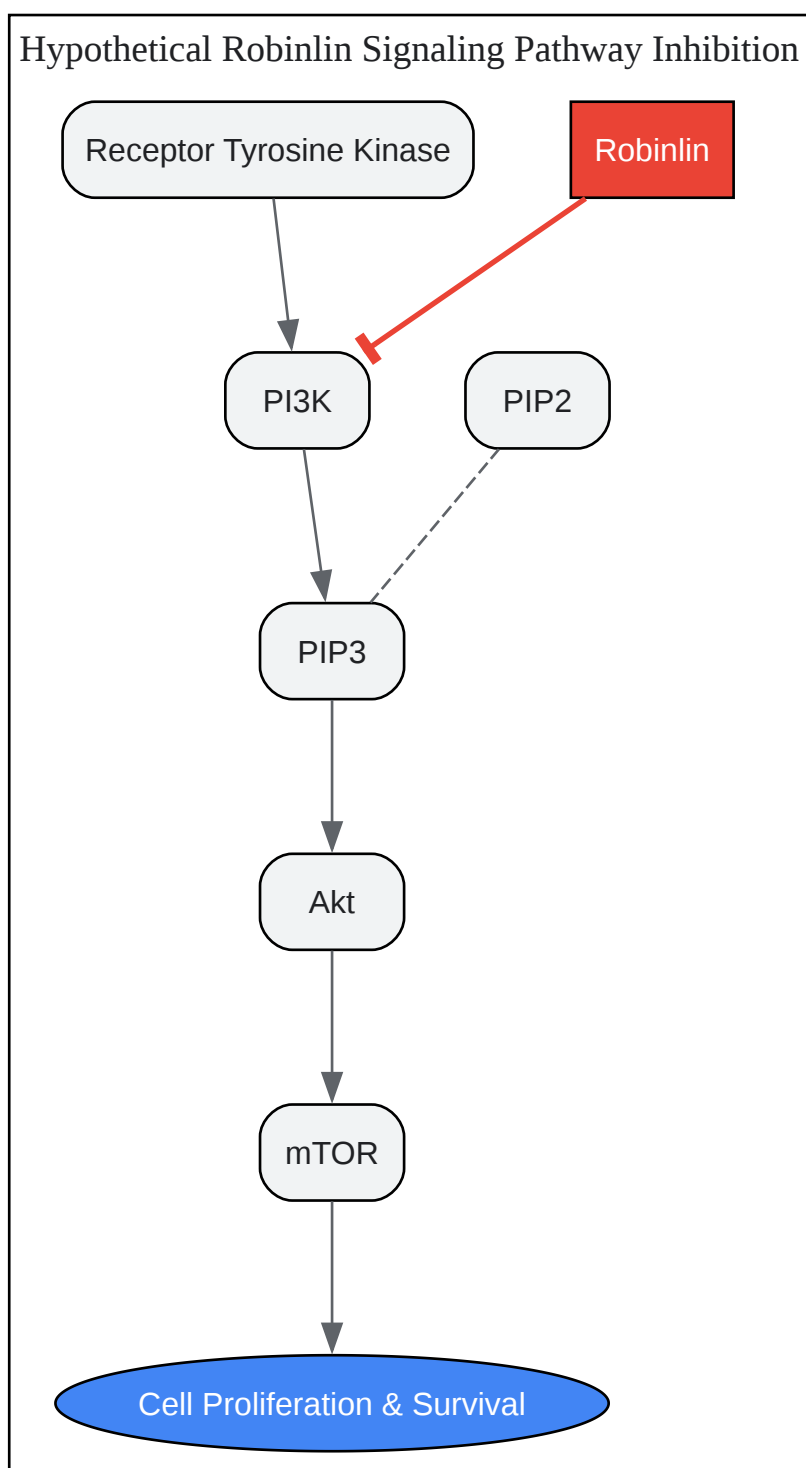 Hypothetical Robinlin Signaling Pathway Inhibition
Receptor Tyrosine Kinase
Robinlin
PI3K
PIP2
PIP3
Akt
mTOR
Cell Proliferation & Survival